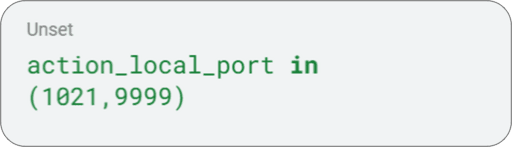 Unset
action_local_port in
(1021,9999)